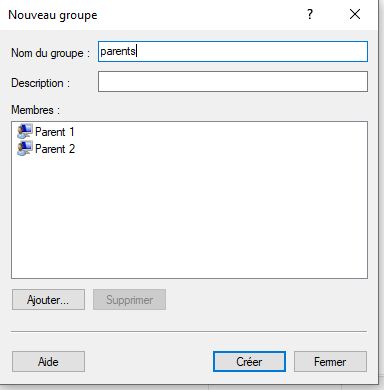 Nouveau groupe
Nom du groupe : parents
Description :
Membres :
Parent 1
Parent 2
Ajouter... Supprimer
Aide Créer Fermer